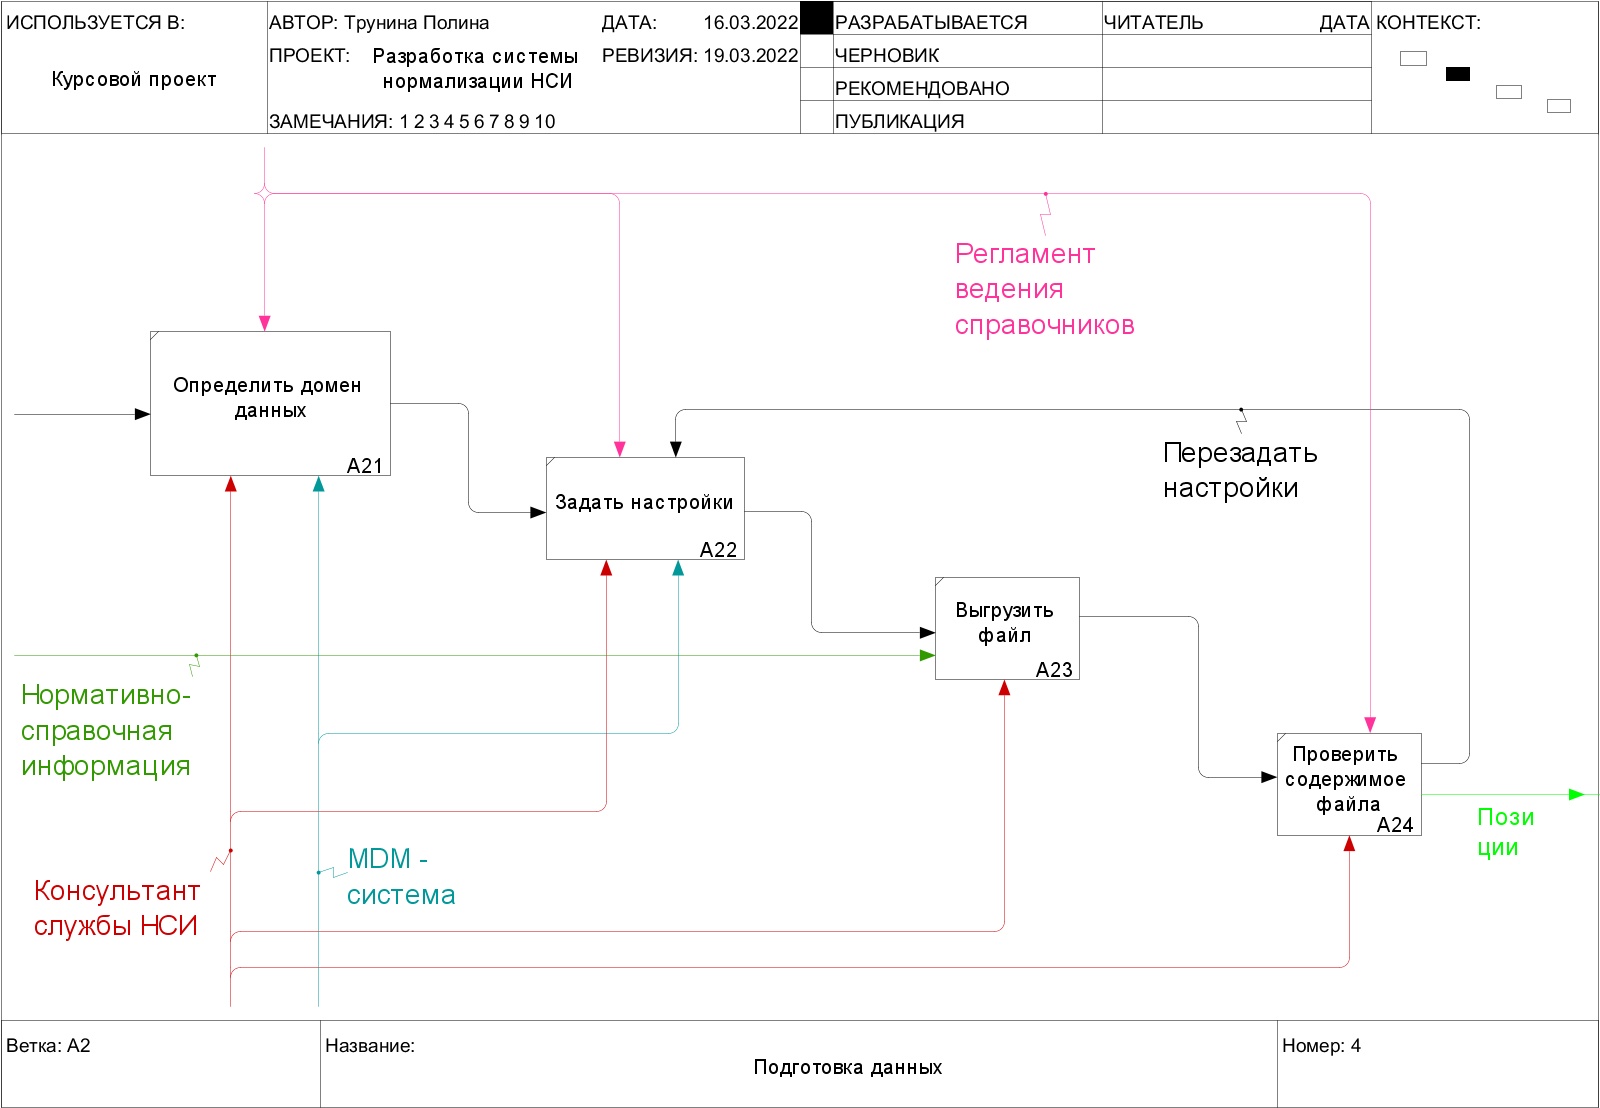 ИСПОЛЬЗУЕТСЯ В:
Курсовой проект
АВТОР: Трунина Полина
ДАТА: 16.03.2022
ПРОЕКТ: Разработка системы
нормализации НСИ
РЕВИЗИЯ: 19.03.2022
ЗАМЕЧАНИЯ: 1 2 3 4 5 6 7 8 9 10
РАЗРАБАТЫВАЕТСЯ
ЧЕРНОВИК
РЕКОМЕНДОВАНО
ПУБЛИКАЦИЯ
ЧИТАТЕЛЬ
ДАТА
КОНТЕКСТ:
Регламент
ведения
справочников
Определить домен
данных
A21
Перезадать
настройки
Задать настройки
A22
Выгрузить
файл
A23
Нормативно-
справочная
информация
Проверить
содержимое
файла
A24
Пози
ции
MDM -
система
Консультант
службы НСИ
Ветка: A2
Название:
Подготовка данных
Номер: 4